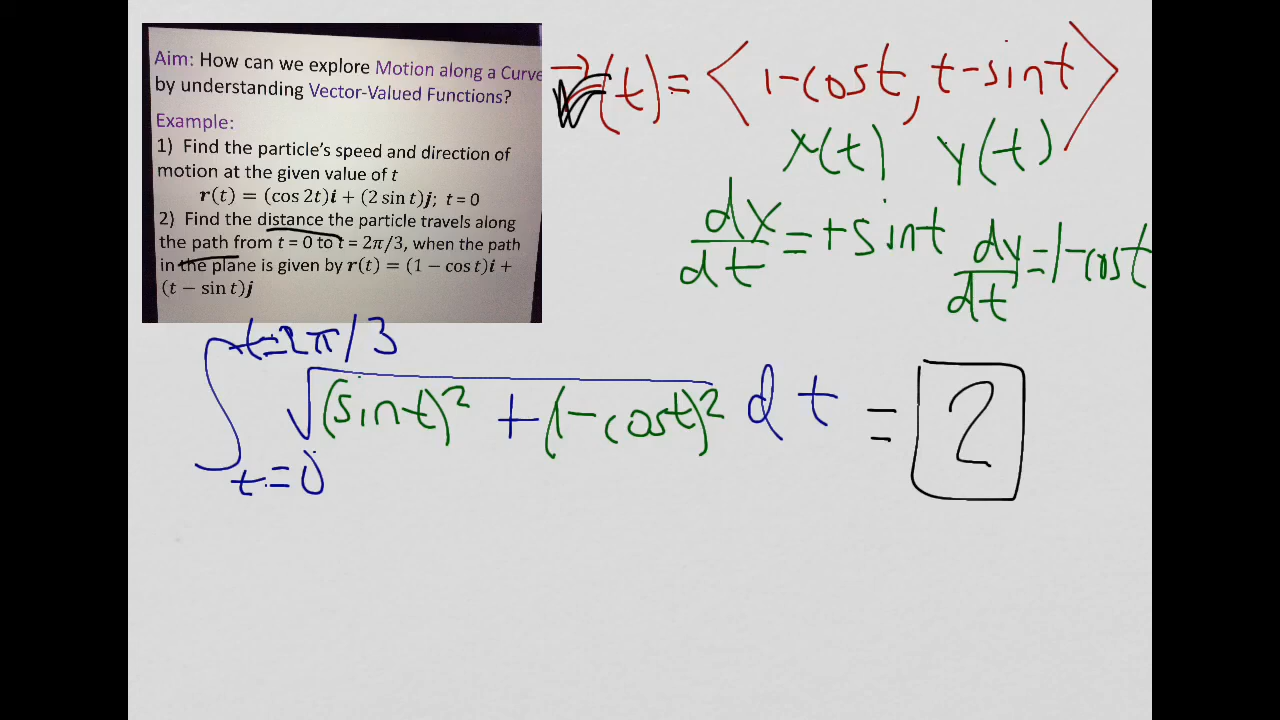 Aim: How can we explore Motion along a Curve
by understanding Vector-Valued Functions?
Example:
1) Find the particle's speed and direction of
motion at the given value of t
r(t) = (cos 2t)i + (2 sin t)j; t = 0
2) Find the distance the particle travels along
the path from t = 0 to t = 2π/3, when the path
in the plane is given by r(t) = (1 − cos t)i +
(t − sin t)j
(t) = ⟨1-cost, t-sint⟩
x(t) y(t)
dx/dt = +sint dy/dt = 1-cost
t=2π/3
∫ √(sint)² + (1-cost)² dt = 2
t=0